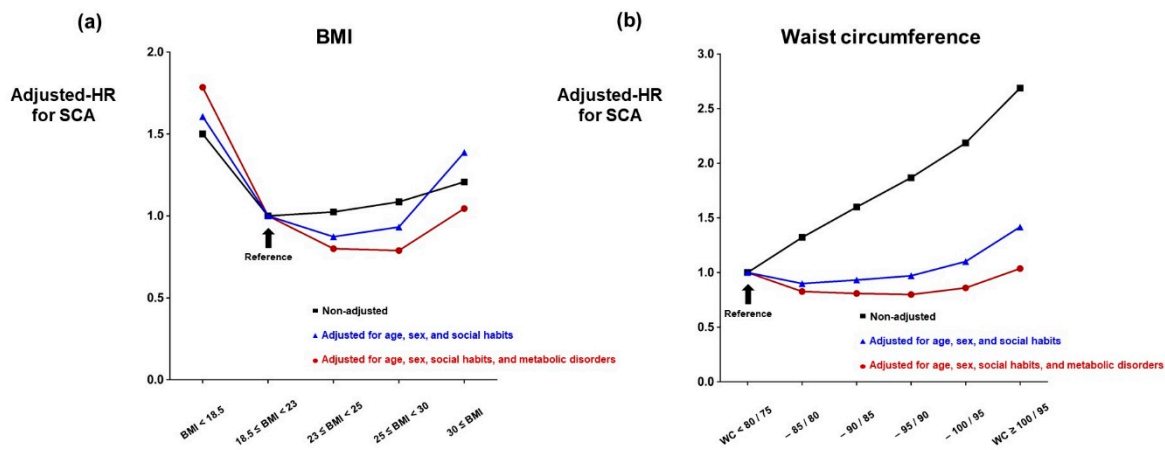 (a)
BMI
Adjusted-HR
for SCA
2.0
1.5
1.0
0.5
0.0
Reference
Non-adjusted
Adjusted for age, sex, and social habits
Adjusted for age, sex, social habits, and metabolic disorders
BMI < 18.5
18.5 ≤ BMI < 23
23 ≤ BMI < 25
25 ≤ BMI < 30
30 ≤ BMI
(b)
Waist circumference
Adjusted-HR
for SCA
3.0
2.5
2.0
1.5
1.0
0.5
0.0
Reference
Non-adjusted
Adjusted for age, sex, and social habits
Adjusted for age, sex, social habits, and metabolic disorders
WC < 80 / 75
– 85 / 80
– 90 / 85
– 95 / 90
– 100 / 95
WC ≥ 100 / 95